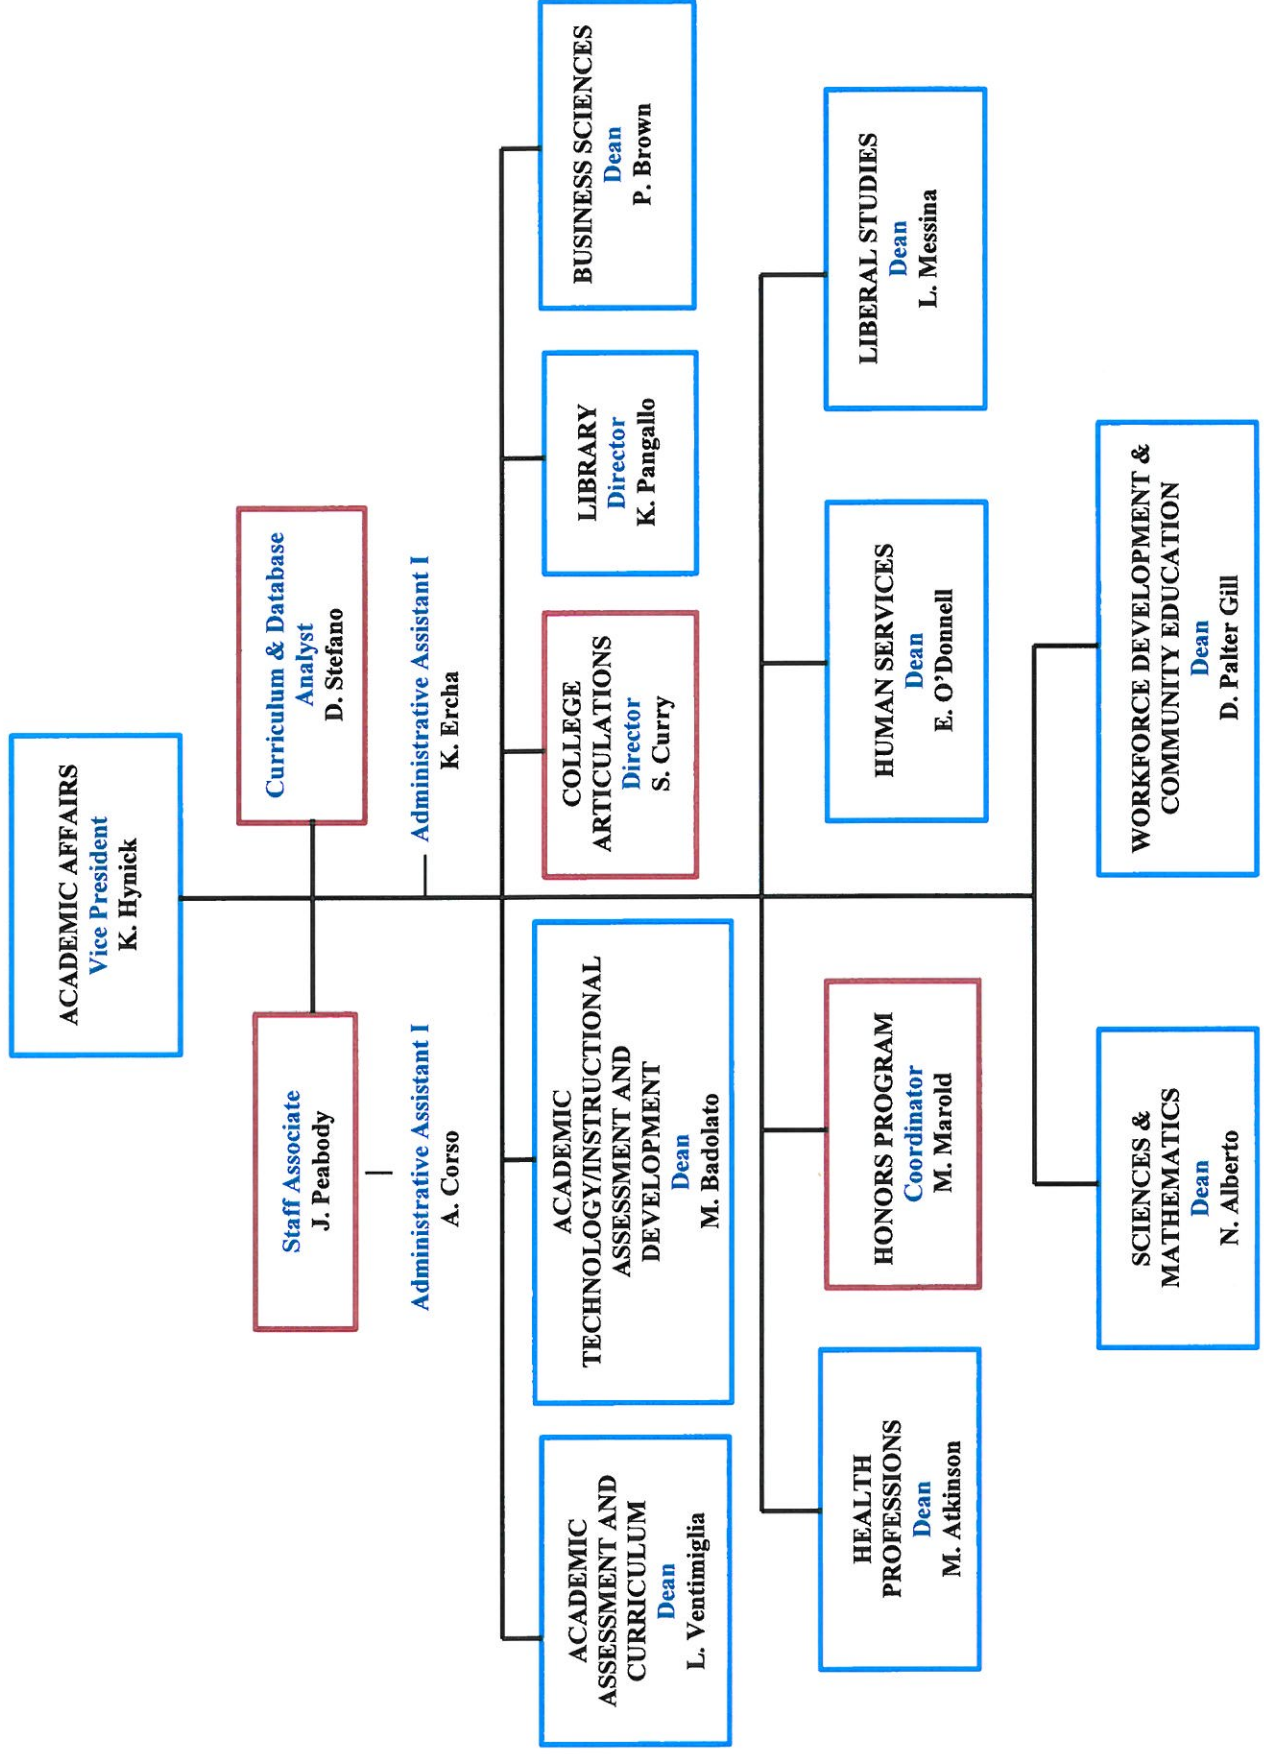 ACADEMIC AFFAIRS
Vice President
K. Hynick
Staff Associate
J. Peabody
Curriculum & Database
Analyst
D. Stefano
Administrative Assistant I
A. Corso
Administrative Assistant I
K. Ercha
ACADEMIC
ASSESSMENT AND
CURRICULUM
Dean
L. Ventimiglia
ACADEMIC
TECHNOLOGY/INSTRUCTIONAL
ASSESSMENT AND
DEVELOPMENT
Dean
M. Badolato
COLLEGE
ARTICULATIONS
Director
S. Curry
LIBRARY
Director
K. Pangallo
BUSINESS SCIENCES
Dean
P. Brown
HEALTH
PROFESSIONS
Dean
M. Atkinson
HONORS PROGRAM
Coordinator
M. Marold
HUMAN SERVICES
Dean
E. O’Donnell
LIBERAL STUDIES
Dean
L. Messina
SCIENCES &
MATHEMATICS
Dean
N. Alberto
WORKFORCE DEVELOPMENT &
COMMUNITY EDUCATION
Dean
D. Palter Gill